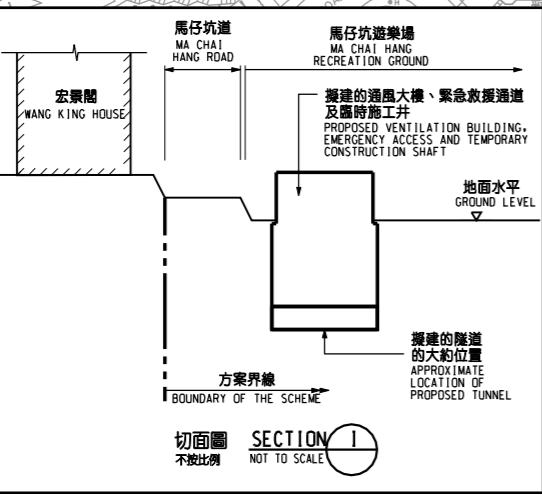 馬仔坑道
MA CHAI
HANG ROAD
馬仔坑遊樂場
MA CHAI HANG
RECREATION GROUND
宏景閣
WANG KING HOUSE
擬建的通風大樓、緊急救援通道
及臨時施工井
PROPOSED VENTILATION BUILDING,
EMERGENCY ACCESS AND TEMPORARY
CONSTRUCTION SHAFT
地面水平
GROUND LEVEL
擬建的隧道
的大約位置
APPROXIMATE
LOCATION OF
PROPOSED TUNNEL
方案界線
BOUNDARY OF THE SCHEME
切面圖 SECTION 1
不按比例 NOT TO SCALE